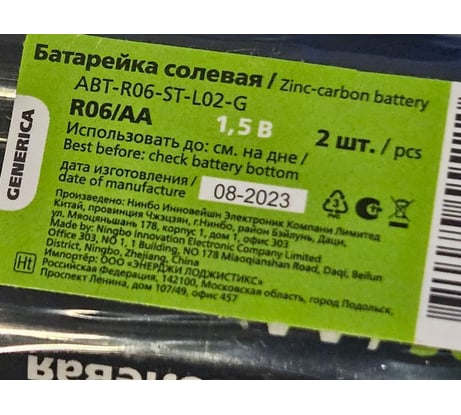 Батарейка солевая / Zinc-carbon battery
ABT-R06-ST-L02-G
R06/AA 1,5 В 2 шт. / pcs
Использовать до: см. на дне /
Best before: check battery bottom
дата изготовления /
date of manufacture 08-2023
GENERICA
Произведено: Нинбо Инновейшн Электроник Компани Лимитед
Китай, провинция Чжэцзян, г.Нинбо, район Бэйлунь, Даци,
ул. Мяоцяньшань 178, корпус 1, дом 1, офис 303
Made by: Ningbo Innovation Electronic Company Limited
Office 303, NO 1, 1 Building, NO 178 Miaoqianshan Road, Daqi, Beilun
District, Ningbo, Zhejiang, China
Импортер: ООО "ЭНЕРДЖИ ЛОДЖИСТИКС"
Российская Федерация, 142100, Московская область, город Подольск,
Проспект Ленина, дом 107/49, офис 457
Ht